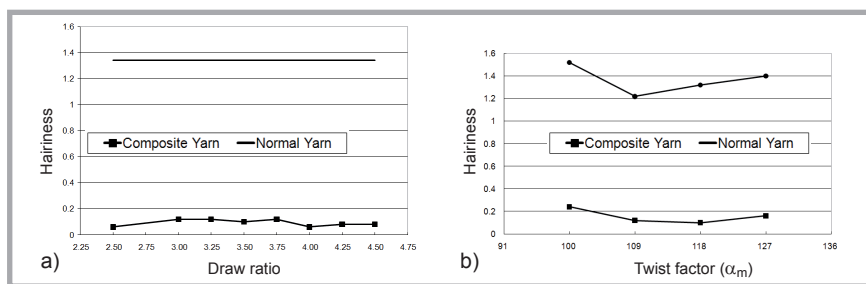 1.6
1.4
1.2
1
0.8
0.6
0.4
0.2
0
Hairiness
Composite Yarn Normal Yarn
2.25 2.50 2.75 3.00 3.25 3.50 3.75 4.00 4.25 4.50 4.75
a) Draw ratio
1.6
1.4
1.2
1
0.8
0.6
0.4
0.2
0
Hairiness
Composite Yarn Normal Yarn
91 100 109 118 127 136
b) Twist factor (αm)